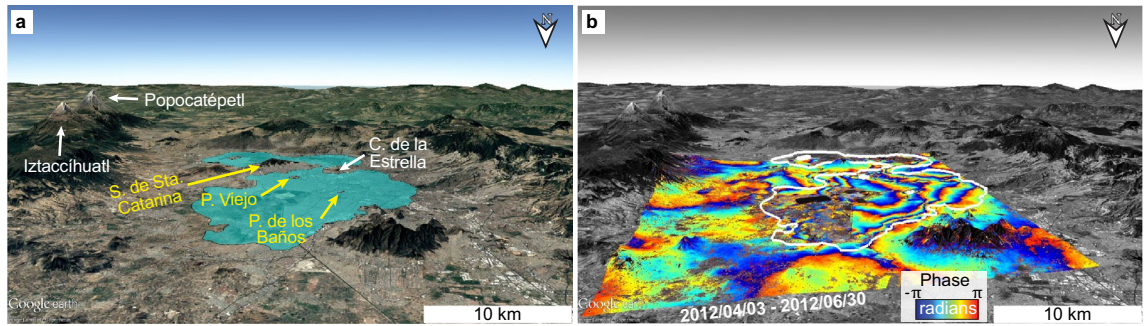 a
N
Popocatépetl
Iztaccíhuatl
C. de la
Estrella
S. de Sta.
Catarina
P. Viejo
P. de los
Baños
Google earth
10 km
b
N
Phase
-π π
radians
2012/04/03 - 2012/06/30
Google earth
10 km